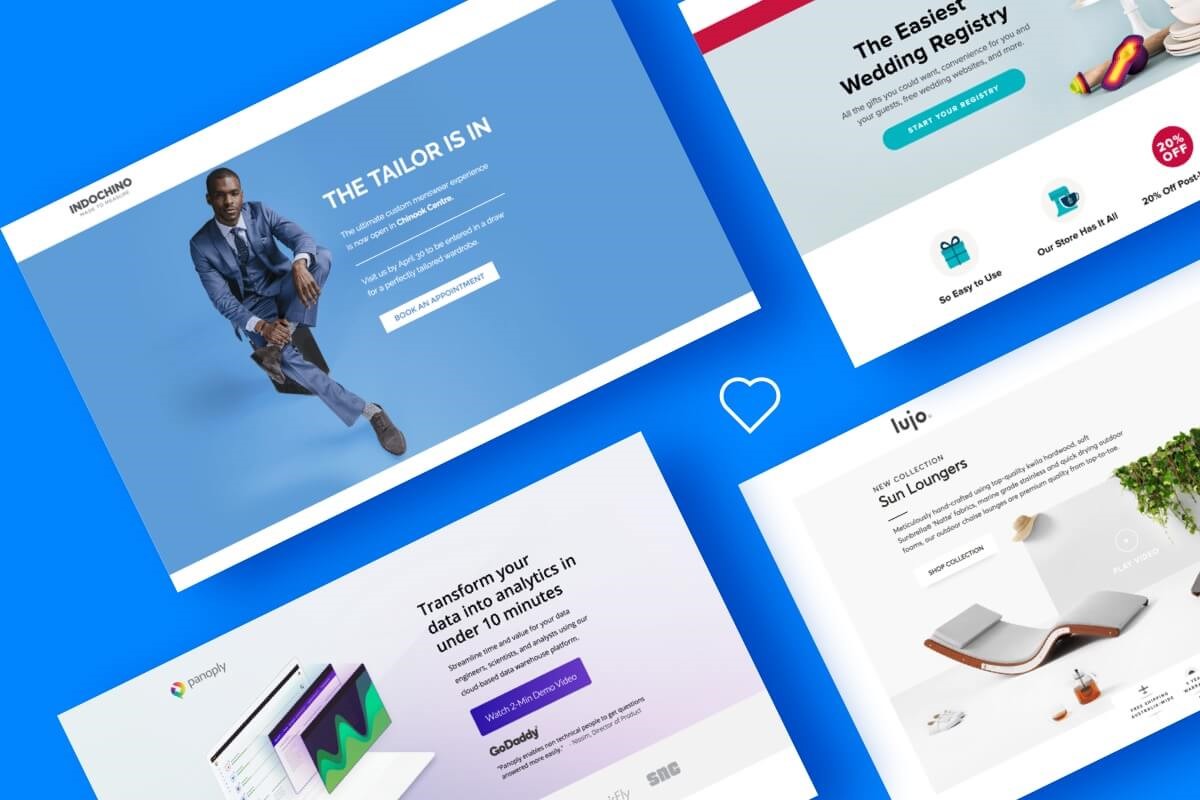 INDOCHINO
MADE TO MEASURE
THE TAILOR IS IN
The ultimate custom menswear experience
is now open in Chinook Centre.
Visit us by April 30 to be entered in a draw
for a perfectly tailored wardrobe.
BOOK AN APPOINTMENT
The Easiest
Wedding Registry
All the gifts you could want, convenience for you and
your guests, free wedding websites, and more.
START YOUR REGISTRY
20%
OFF
So Easy to Use
Our Store Has It All
20% Off Post-
panoply
Transform your
data into analytics in
under 10 minutes
Streamline time and value for your data
engineers, scientists, and analysts using our
cloud-based data warehouse platform.
Watch 2-Min Demo Video
GoDaddy
"Panoply enables non technical people to get questions
answered more easily." - Nissim, Director of Product
Fly
snc
lujo
NEW COLLECTION
Sun Loungers
Meticulously hand-crafted using top-quality kwila hardwood, soft
Sunbrella® 'Natte' fabrics, marine grade stainless and quick drying outdoor
foams, our outdoor chaise lounges are premium quality from top-to-toe.
SHOP COLLECTION
PLAY VIDEO
FREE SHIPPING
AUSTRALIA-WIDE